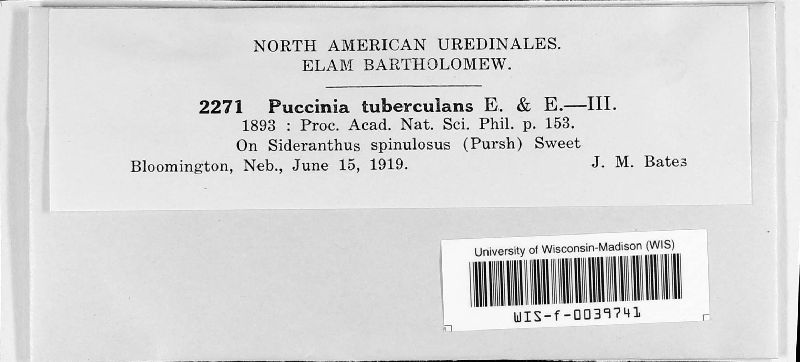 NORTH AMERICAN UREDINALES.
ELAM BARTHOLOMEW.
2271 Puccinia tuberculans E. & E.—III.
1893 : Proc. Acad. Nat. Sci. Phil. p. 153.
On Sideranthus spinulosus (Pursh) Sweet
Bloomington, Neb., June 15, 1919. J. M. Bates
University of Wisconsin-Madison (WIS)
WIS-f-0039741